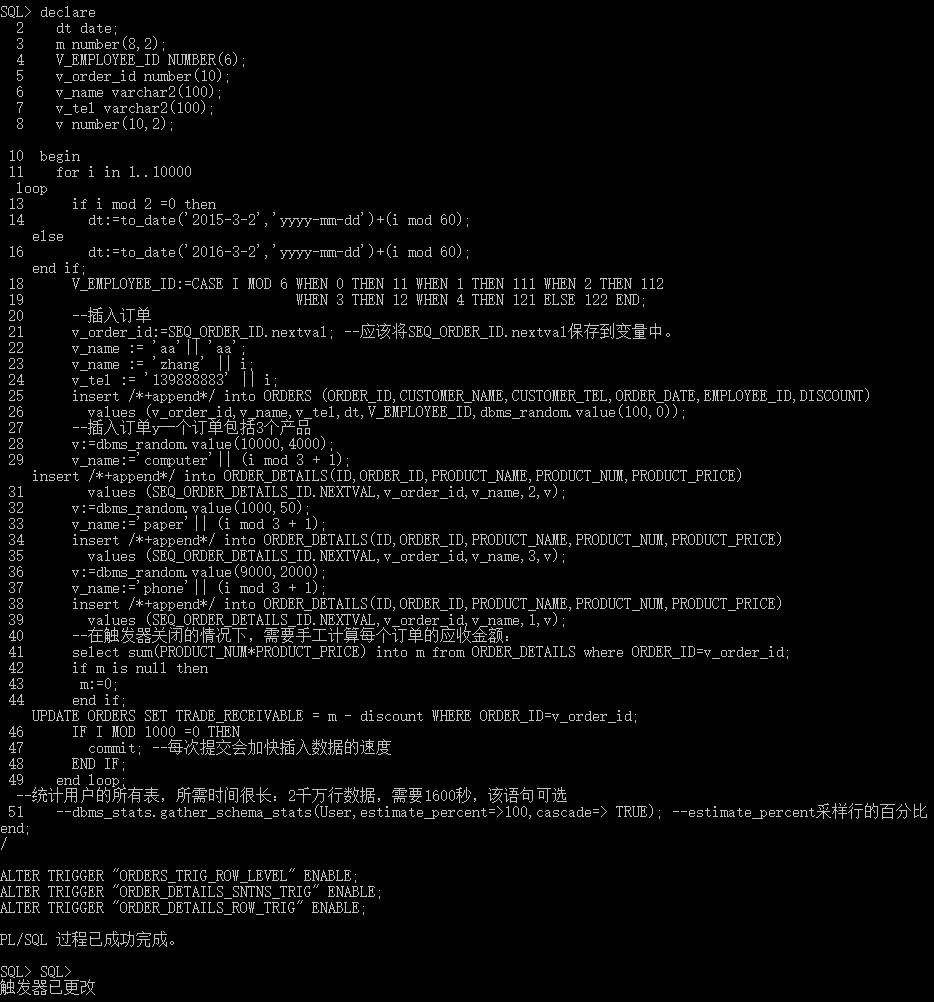 SQL> declare
  2    dt date;
  3    m number(8,2);
  4    V_EMPLOYEE_ID NUMBER(6);
  5    v_order_id number(10);
  6    v_name varchar2(100);
  7    v_tel varchar2(100);
  8    v number(10,2);
 10  begin
 11    for i in 1..10000
  loop
 13      if i mod 2 =0 then
 14        dt:=to_date('2015-3-2','yyyy-mm-dd')+(i mod 60);
    else
 16        dt:=to_date('2016-3-2','yyyy-mm-dd')+(i mod 60);
    end if;
 18      V_EMPLOYEE_ID:=CASE I MOD 6 WHEN 0 THEN 11 WHEN 1 THEN 111 WHEN 2 THEN 112
 19                                  WHEN 3 THEN 12 WHEN 4 THEN 121 ELSE 122 END;
 20      --插入订单
 21      v_order_id:=SEQ_ORDER_ID.nextval; --应该将SEQ_ORDER_ID.nextval保存到变量中。
 22      v_name := 'aa'|| 'aa';
 23      v_name := 'zhang' || i;
 24      v_tel := '139888883' || i;
 25      insert /*+append*/ into ORDERS (ORDER_ID,CUSTOMER_NAME,CUSTOMER_TEL,ORDER_DATE,EMPLOYEE_ID,DISCOUNT)
 26        values (v_order_id,v_name,v_tel,dt,V_EMPLOYEE_ID,dbms_random.value(100,0));
 27      --插入订单y一个订单包括3个产品
 28      v:=dbms_random.value(10000,4000);
 29      v_name:='computer'|| (i mod 3 + 1);
    insert /*+append*/ into ORDER_DETAILS(ID,ORDER_ID,PRODUCT_NAME,PRODUCT_NUM,PRODUCT_PRICE)
 31        values (SEQ_ORDER_DETAILS_ID.NEXTVAL,v_order_id,v_name,2,v);
 32      v:=dbms_random.value(1000,50);
 33      v_name:='paper'|| (i mod 3 + 1);
 34      insert /*+append*/ into ORDER_DETAILS(ID,ORDER_ID,PRODUCT_NAME,PRODUCT_NUM,PRODUCT_PRICE)
 35        values (SEQ_ORDER_DETAILS_ID.NEXTVAL,v_order_id,v_name,3,v);
 36      v:=dbms_random.value(9000,2000);
 37      v_name:='phone'|| (i mod 3 + 1);
 38      insert /*+append*/ into ORDER_DETAILS(ID,ORDER_ID,PRODUCT_NAME,PRODUCT_NUM,PRODUCT_PRICE)
 39        values (SEQ_ORDER_DETAILS_ID.NEXTVAL,v_order_id,v_name,1,v);
 40      --在触发器关闭的情况下，需要手工计算每个订单的应收金额：
 41      select sum(PRODUCT_NUM*PRODUCT_PRICE) into m from ORDER_DETAILS where ORDER_ID=v_order_id;
 42      if m is null then
 43       m:=0;
 44      end if;
    UPDATE ORDERS SET TRADE_RECEIVABLE = m - discount WHERE ORDER_ID=v_order_id;
 46      IF I MOD 1000 =0 THEN
 47        commit; --每次提交会加快插入数据的速度
 48      END IF;
 49    end loop;
  --统计用户的所有表，所需时间很长：2千万行数据，需要1600秒，该语句可选
 51    --dbms_stats.gather_schema_stats(User,estimate_percent=>100,cascade=> TRUE); --estimate_percent采样行的百分比
end;
/
ALTER TRIGGER "ORDERS_TRIG_ROW_LEVEL" ENABLE;
ALTER TRIGGER "ORDER_DETAILS_SNTNS_TRIG" ENABLE;
ALTER TRIGGER "ORDER_DETAILS_ROW_TRIG" ENABLE;
PL/SQL 过程已成功完成。
SQL> SQL>
触发器已更改